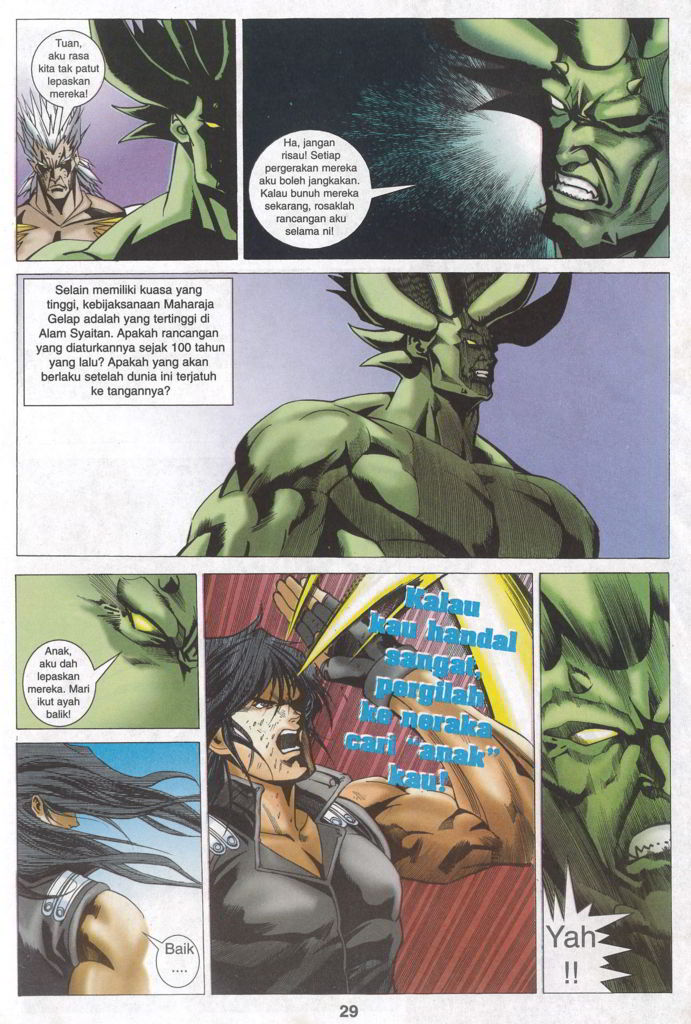 Tuan,
aku rasa
kita tak patut
lepaskan
mereka!
Ha, jangan
risau! Setiap
pergerakan mereka
aku boleh jangkakan.
Kalau bunuh mereka
sekarang, rosaklah
rancangan aku
selama ni!
Selain memiliki kuasa yang
tinggi, kebijaksanaan Maharaja
Gelap adalah yang tertinggi di
Alam Syaitan. Apakah rancangan
yang diaturkannya sejak 100 tahun
yang lalu? Apakah yang akan
berlaku setelah dunia ini terjatuh
ke tangannya?
Anak,
aku dah
lepaskan
mereka. Mari
ikut ayah
balik!
Baik
....
Kalau
kau handal
sangat,
pergilah
ke neraka
cari "anak"
kau!
Yah
!!
29